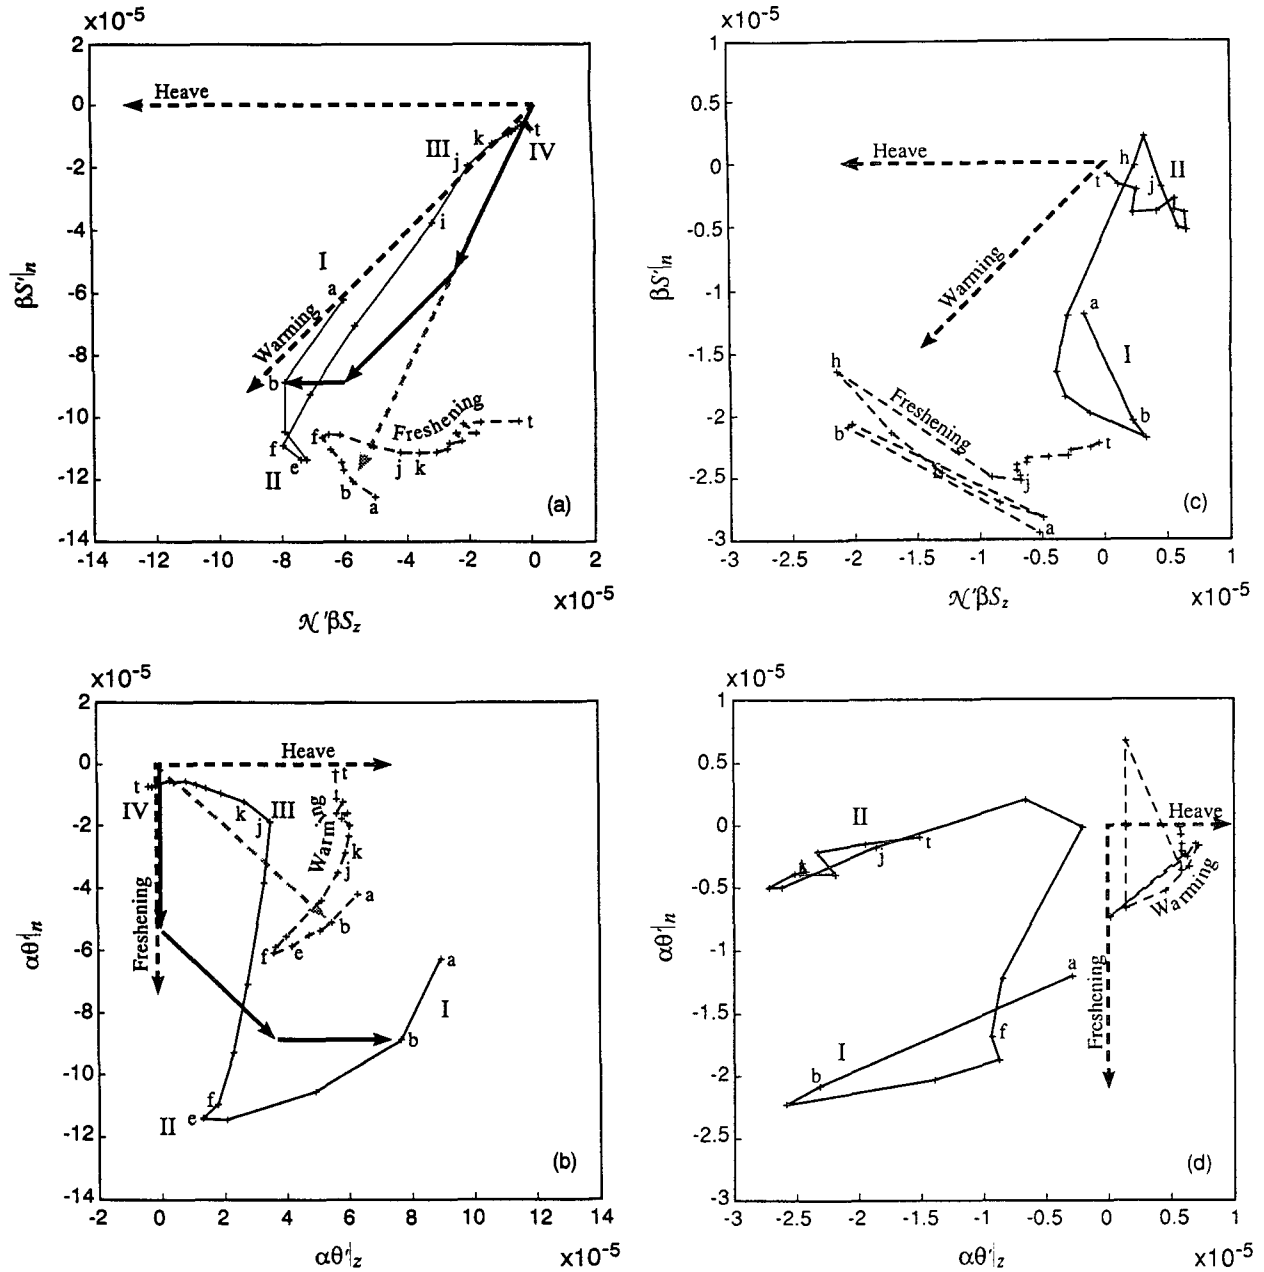 x10-5
2
0
-2
-4
-6
-8
-10
-12
-14
-14
-12
-10
-8
-6
-4
-2
0
2
x10-5
βS'|n
𝒩'βSz
Heave
Warming
Freshening
I
II
III
IV
a
b
f
e
i
j
k
t
f
b
a
j
k
t
(a)
x10-5
1
0.5
0
-0.5
-1
-1.5
-2
-2.5
-3
-3
-2.5
-2
-1.5
-1
-0.5
0
0.5
1
x10-5
βS'|n
𝒩'βSz
Heave
Warming
Freshening
h
II
j
t
a
I
b
h
b
j
a
(c)
x10-5
2
0
-2
-4
-6
-8
-10
-12
-14
-2
0
2
4
6
8
10
12
14
x10-5
αθ'|n
αθ'|z
Heave
Freshening
t
IV
k
III
j
t
k
j
a
b
f
e
a
I
b
f
e
II
(b)
x10-5
1
0.5
0
-0.5
-1
-1.5
-2
-2.5
-3
-3
-2.5
-2
-1.5
-1
-0.5
0
0.5
1
x10-5
αθ'|n
αθ'|z
Heave
Warming
Freshening
II
j
t
a
f
I
b
(d)